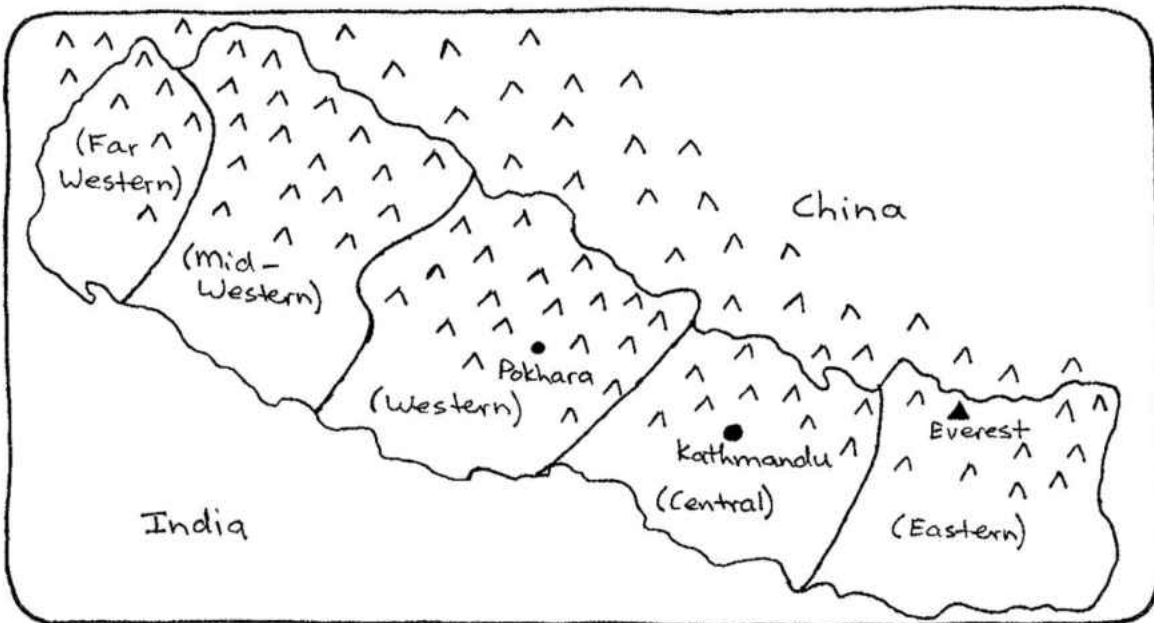 (Far
Western)
China
(Mid-
Western)
Pokhara
(Western)
Everest
Kathmandu
(Central)
India
(Eastern)